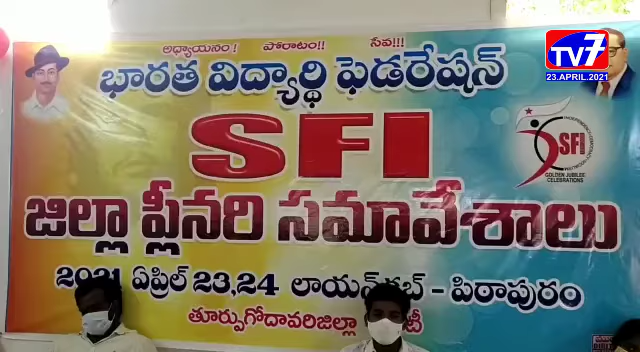 TV7
23.APRIL.2021
అధ్యయనం! పోరాటం!! సేవ!!!
భారత విద్యార్థి ఫెడరేషన్
SFI
SFI
GOLDEN JUBILEE
CELEBRATIONS
జిల్లా ప్లీనరి సమావేశాలు
2021 ఏప్రిల్ 23,24 లాయన్స్ క్లబ్ - పిఠాపురం
తూర్పుగోదావరిజిల్లా